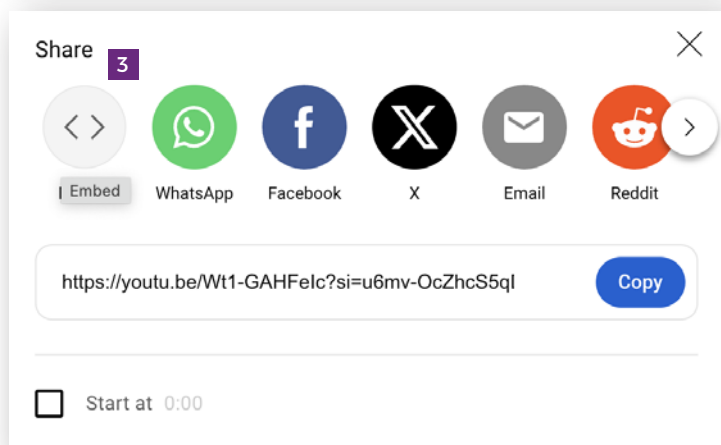 Share
3
Embed
WhatsApp
Facebook
X
Email
Reddit
https://youtu.be/Wt1-GAHFeIc?si=u6mv-OcZhcS5qI
Copy
Start at 0:00